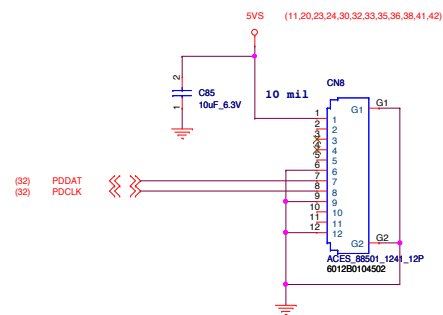 5VS (11,20,23,24,30,32,33,35,36,38,41,42)
CN8
2
C85
10uF_6.3V
1
10 mil
G1
G1
1 1
2 2
3 3
4 4
5 5
6 6
(32) PDDAT 7 7
(32) PDCLK 8 8
9 9
10 10
11 11
12 12
G2
G2
ACES_88501_1241_12P
6012B0104502